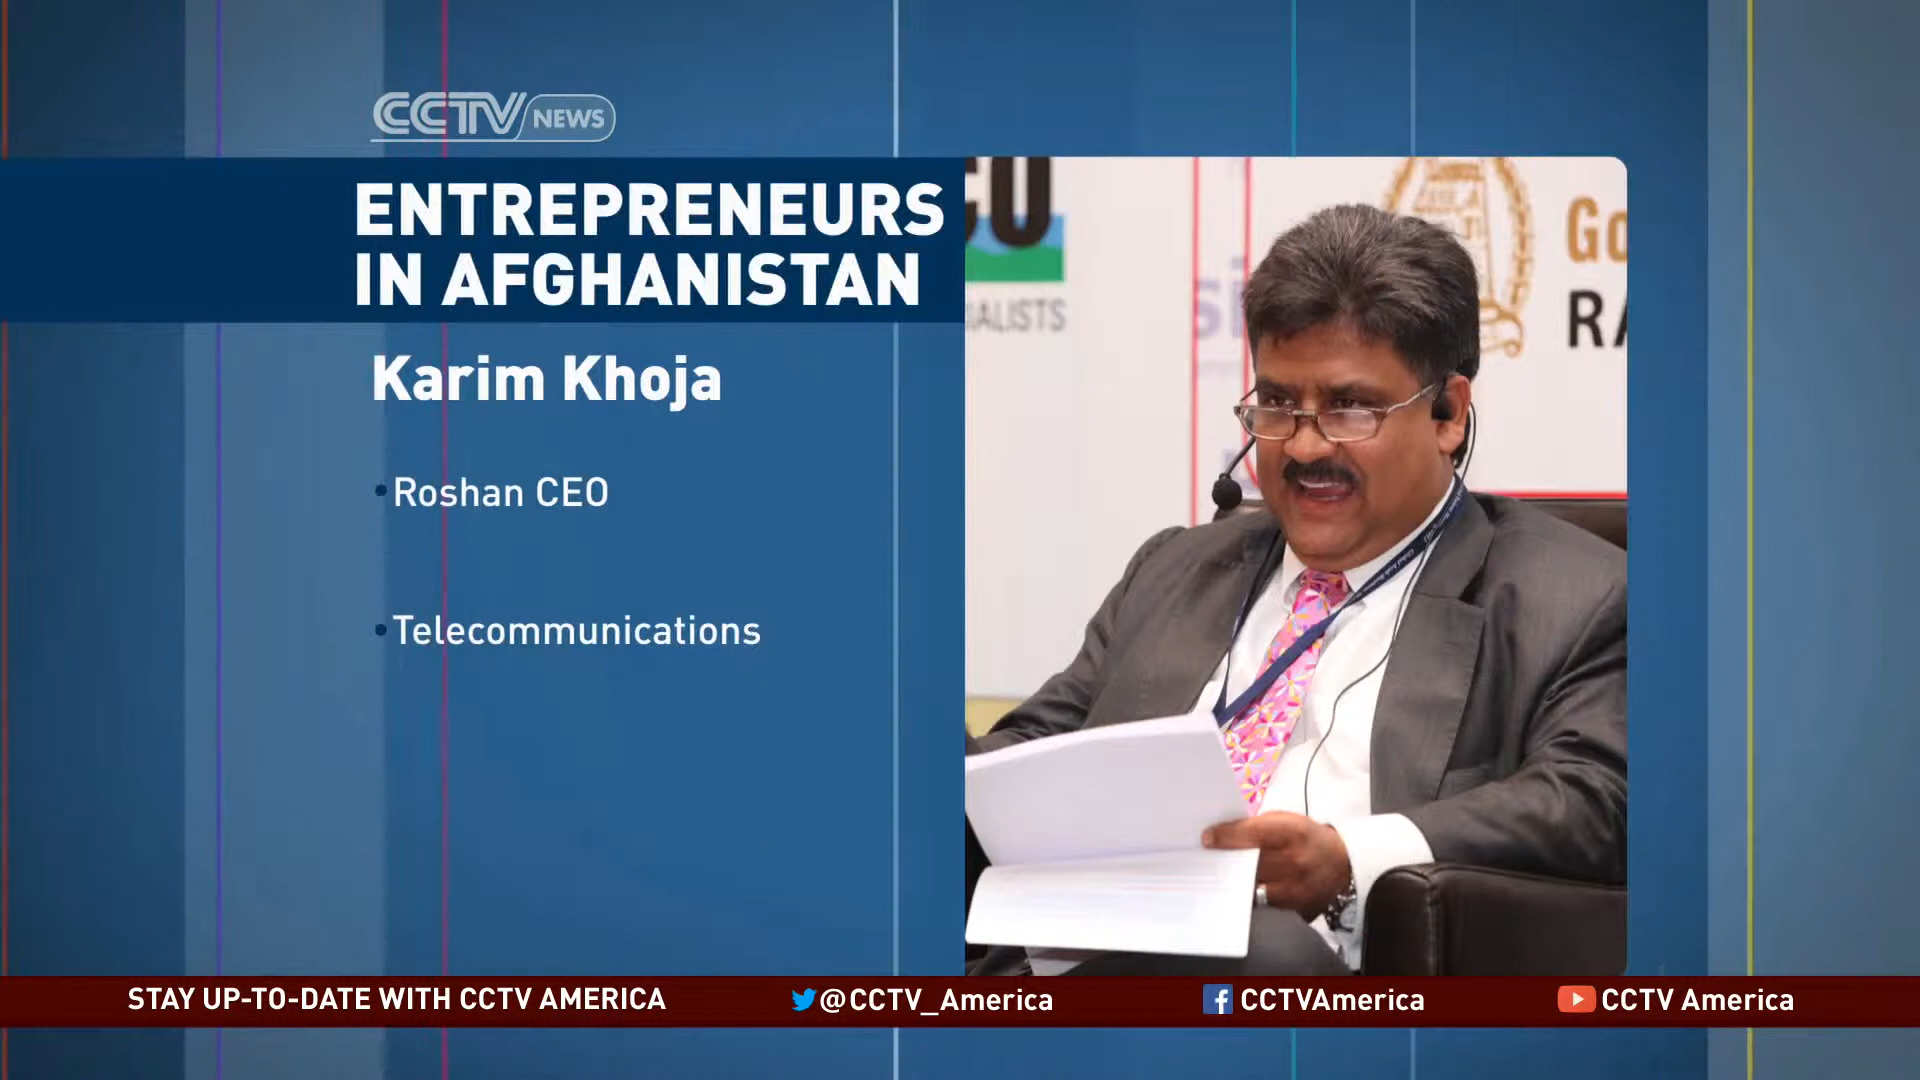 CCTV NEWS
ENTREPRENEURS
IN AFGHANISTAN
Karim Khoja
•Roshan CEO
•Telecommunications
STAY UP-TO-DATE WITH CCTV AMERICA
@CCTV_America
CCTVAmerica
CCTV America